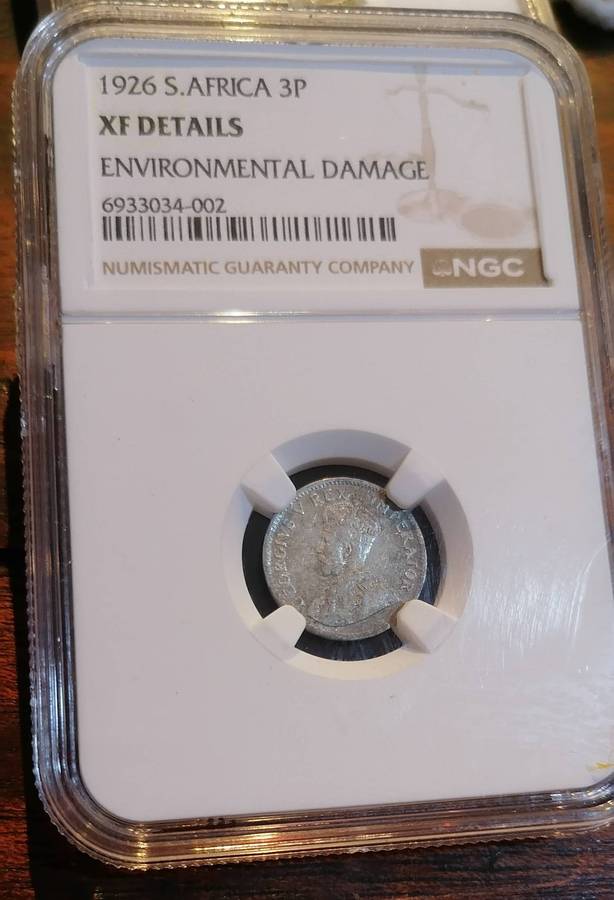 1926 S.AFRICA 3P
XF DETAILS
ENVIRONMENTAL DAMAGE
6933034-002
NUMISMATIC GUARANTY COMPANY NGC
GEORGIVS V REX IMPERATOR